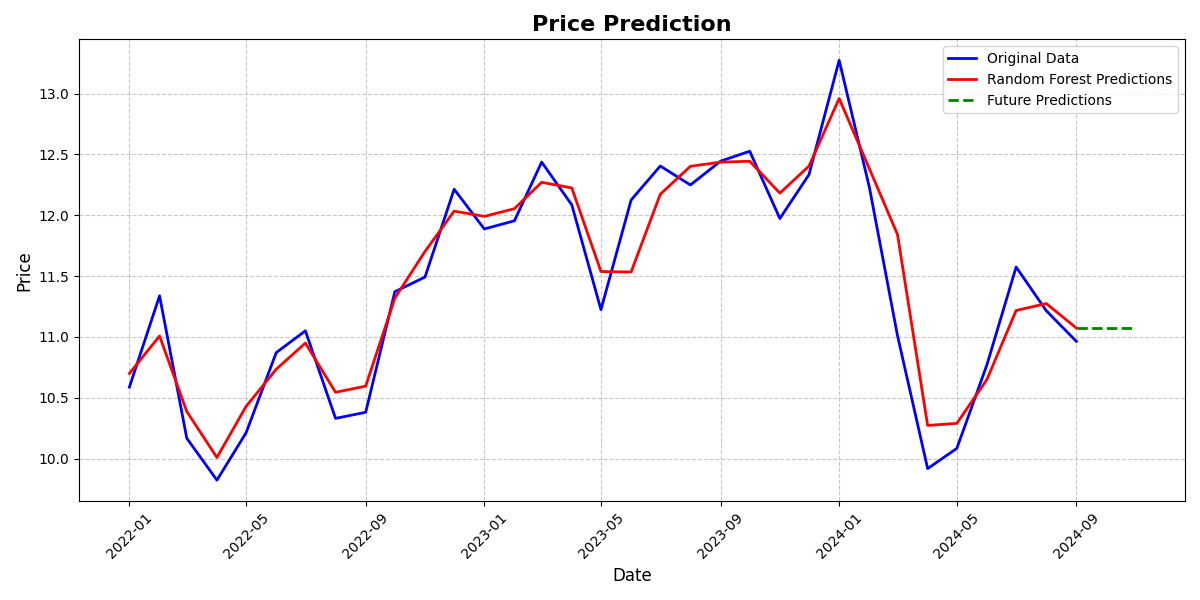 Price Prediction
Original Data
Random Forest Predictions
Future Predictions
Price
13.0
12.5
12.0
11.5
11.0
10.5
10.0
2022-01
2022-05
2022-09
2023-01
2023-05
2023-09
2024-01
2024-05
2024-09
Date